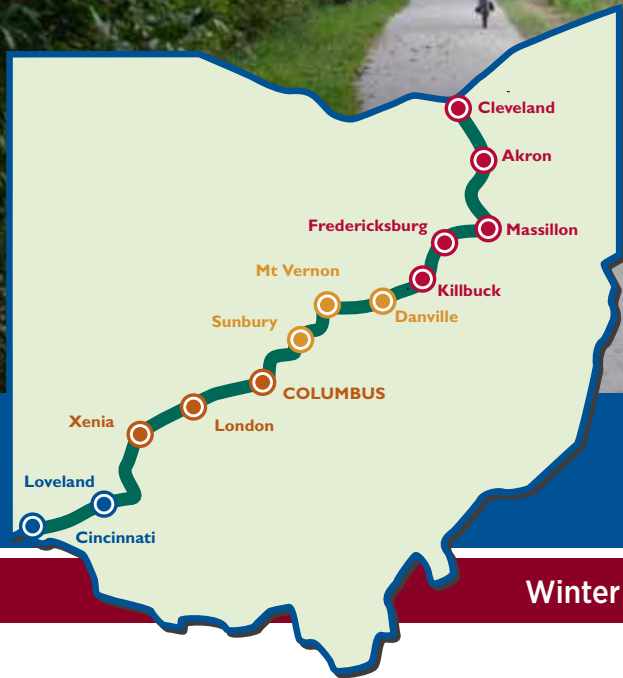 Cleveland
Akron
Fredericksburg
Massillon
Mt Vernon
Killbuck
Danville
Sunbury
COLUMBUS
London
Xenia
Loveland
Cincinnati
Winter